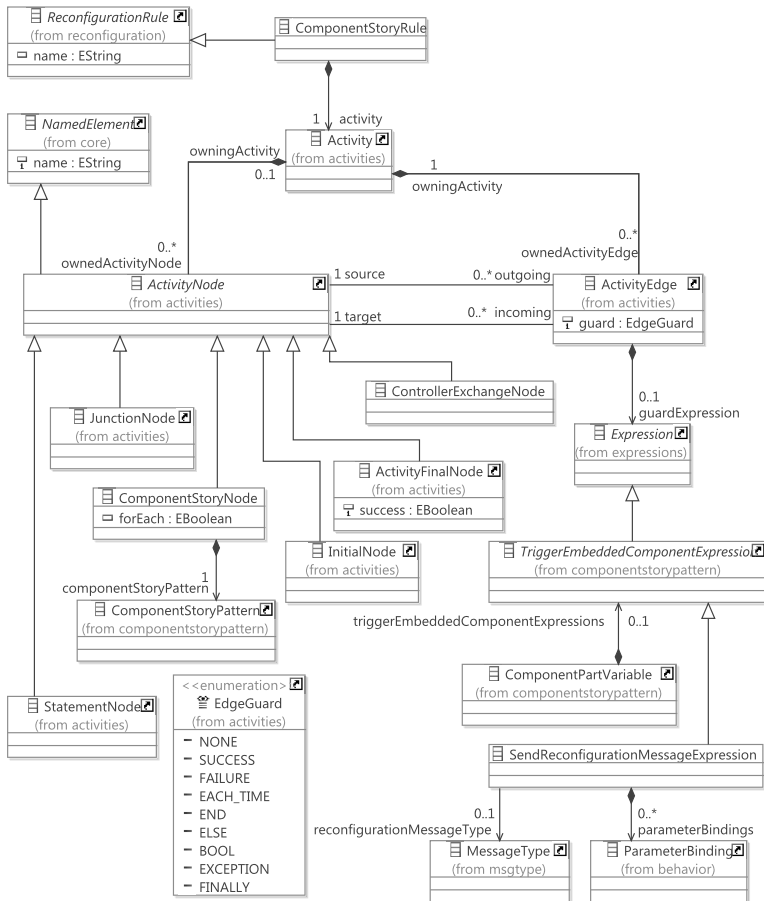 ReconfigurationRule
(from reconfiguration)
name : EString
ComponentStoryRule
1 activity
NamedElement
(from core)
name : EString
Activity
(from activities)
owningActivity
0..1
1
owningActivity
0..*
ownedActivityNode
0..*
ownedActivityEdge
ActivityNode
(from activities)
1 source
0..* outgoing
1 target
0..* incoming
ActivityEdge
(from activities)
guard : EdgeGuard
ControllerExchangeNode
0..1
guardExpression
JunctionNode
(from activities)
Expression
(from expressions)
ActivityFinalNode
(from activities)
success : EBoolean
ComponentStoryNode
forEach : EBoolean
InitialNode
(from activities)
TriggerEmbeddedComponentExpression
(from componentstorypattern)
1
componentStoryPattern
ComponentStoryPattern
(from componentstorypattern)
triggerEmbeddedComponentExpressions 0..1
ComponentPartVariable
(from componentstorypattern)
StatementNode
(from activities)
<<enumeration>>
EdgeGuard
(from activities)
NONE
SUCCESS
FAILURE
EACH_TIME
END
ELSE
BOOL
EXCEPTION
FINALLY
SendReconfigurationMessageExpression
0..1
reconfigurationMessageType
0..*
parameterBindings
MessageType
(from msgtype)
ParameterBinding
(from behavior)